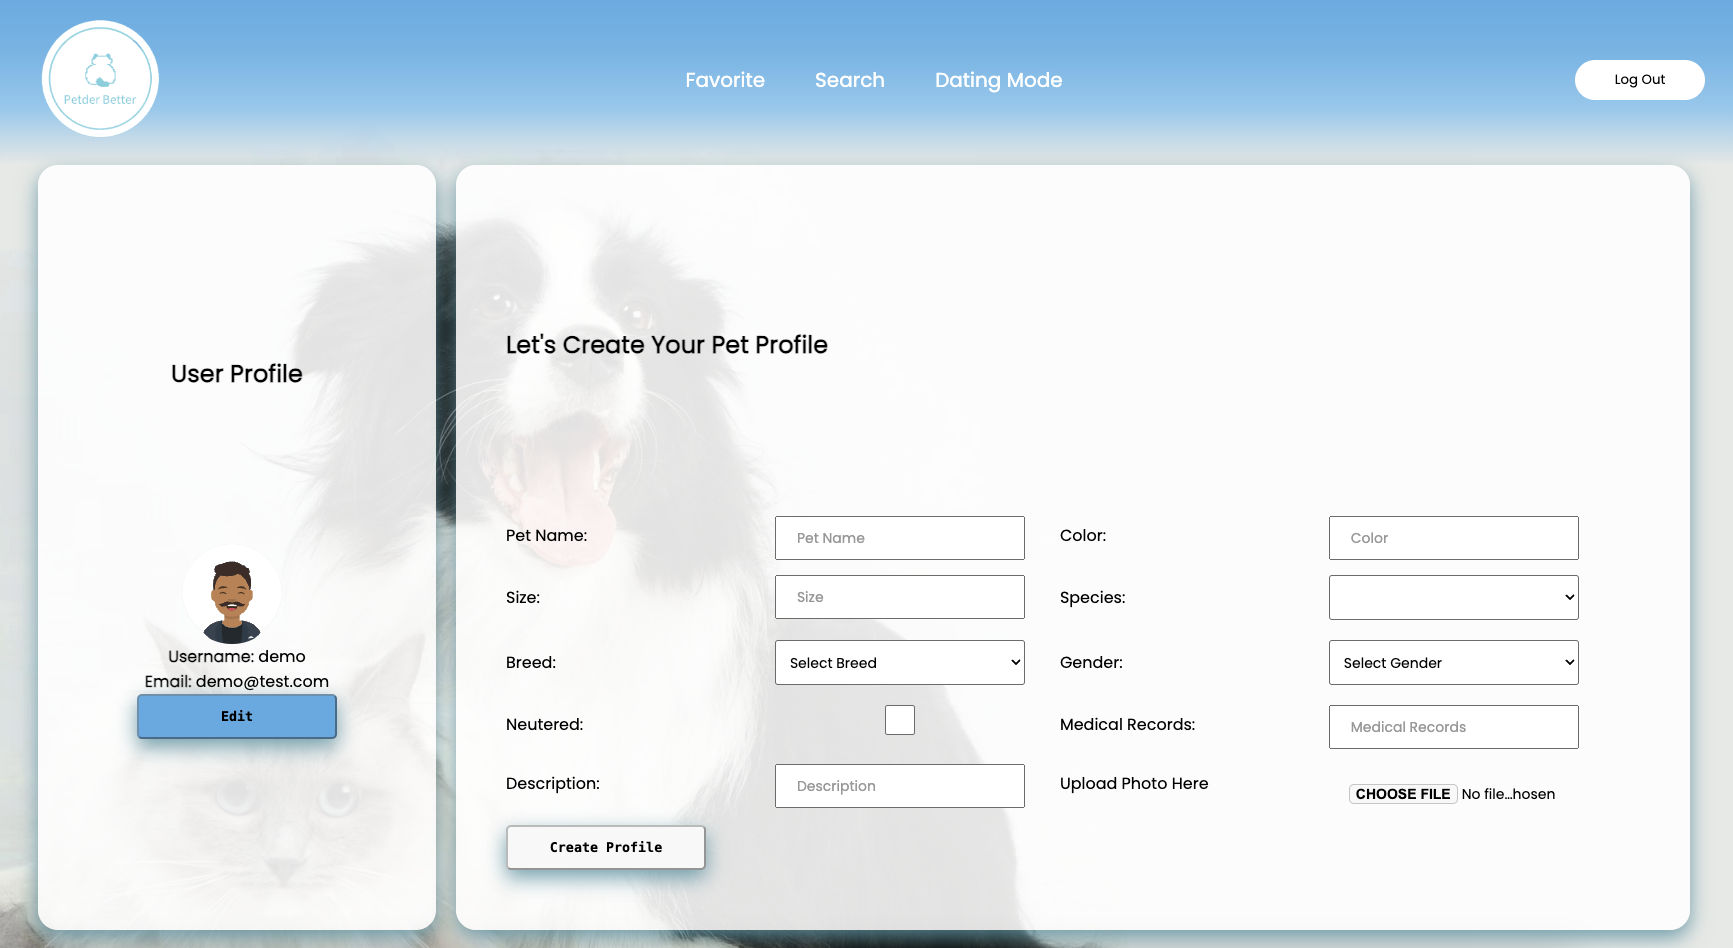 Petder Better
Favorite
Search
Dating Mode
Log Out
User Profile
Username: demo
Email: demo@test.com
Edit
Let's Create Your Pet Profile
Pet Name:
Pet Name
Color:
Color
Size:
Size
Species:
Breed:
Select Breed
Gender:
Select Gender
Neutered:
Medical Records:
Medical Records
Description:
Description
Upload Photo Here
CHOOSE FILE No file...hosen
Create Profile